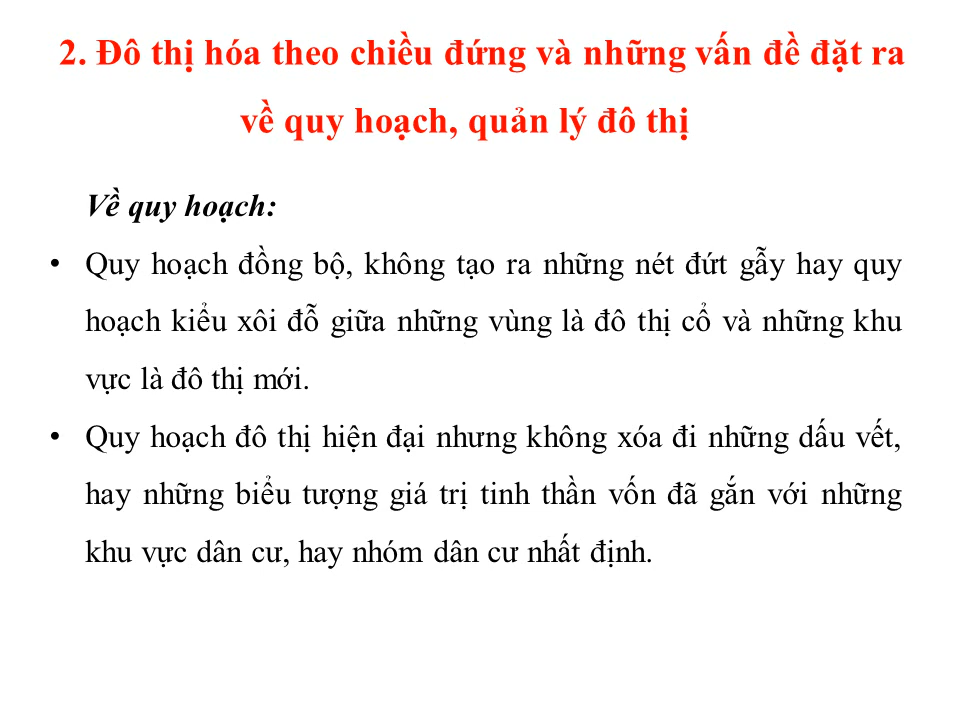 2. Đô thị hóa theo chiều đứng và những vấn đề đặt ra
về quy hoạch, quản lý đô thị
Về quy hoạch:
• Quy hoạch đồng bộ, không tạo ra những nét đứt gẫy hay quy
hoạch kiểu xôi đỗ giữa những vùng là đô thị cổ và những khu
vực là đô thị mới.
• Quy hoạch đô thị hiện đại nhưng không xóa đi những dấu vết,
hay những biểu tượng giá trị tinh thần vốn đã gắn với những
khu vực dân cư, hay nhóm dân cư nhất định.